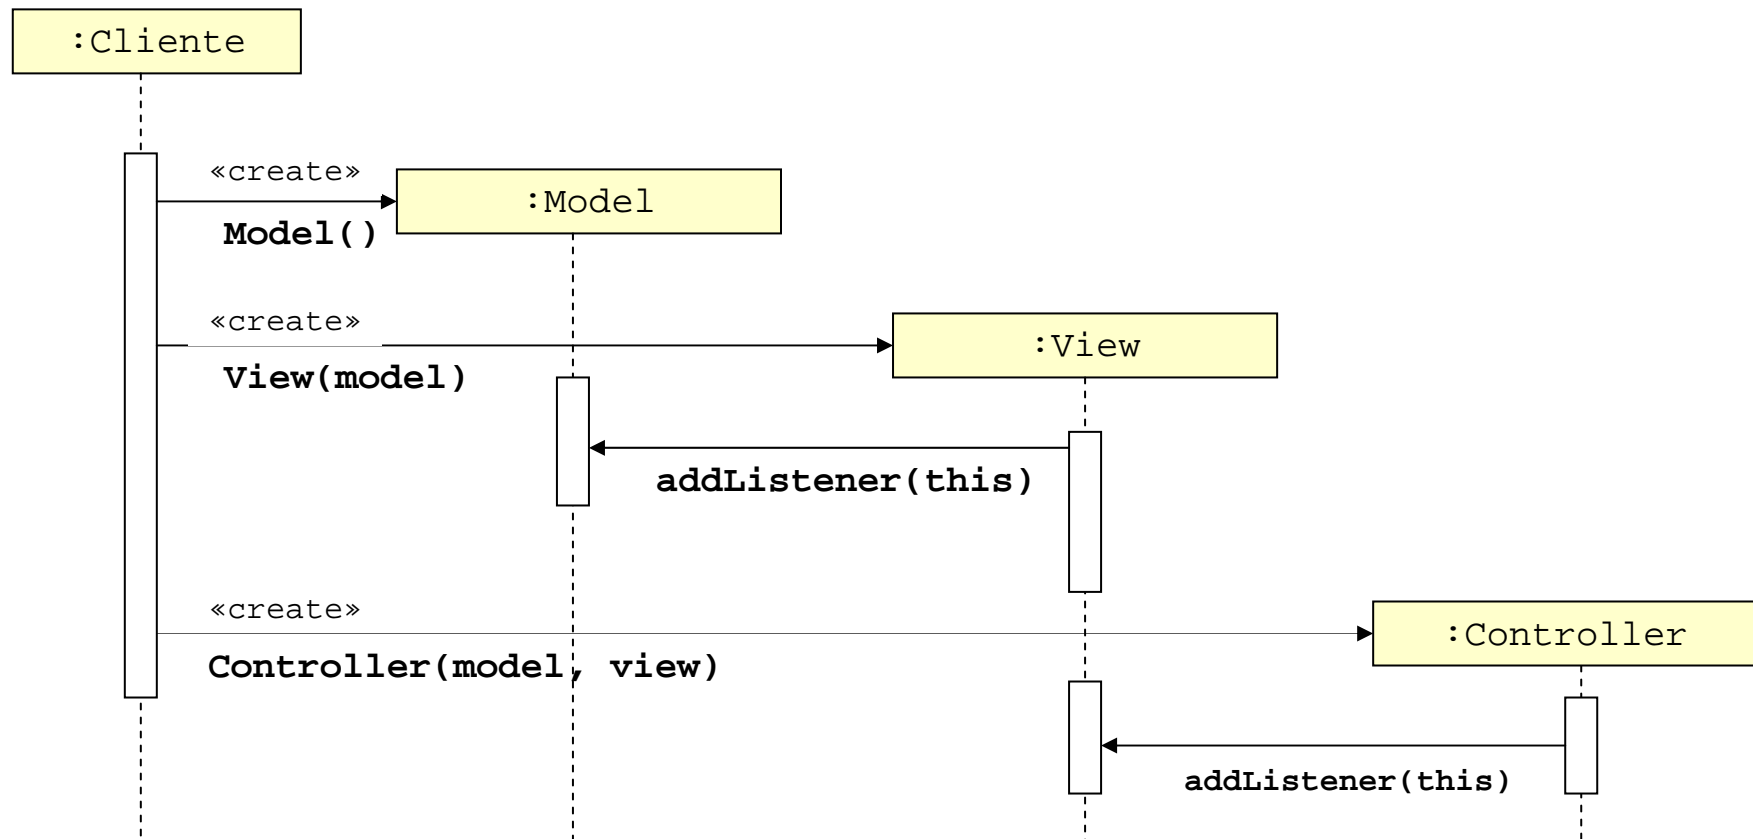 :Cliente
«create»
:Model
Model()
«create»
:View
View(model)
addListener(this)
«create»
:Controller
Controller(model, view)
addListener(this)